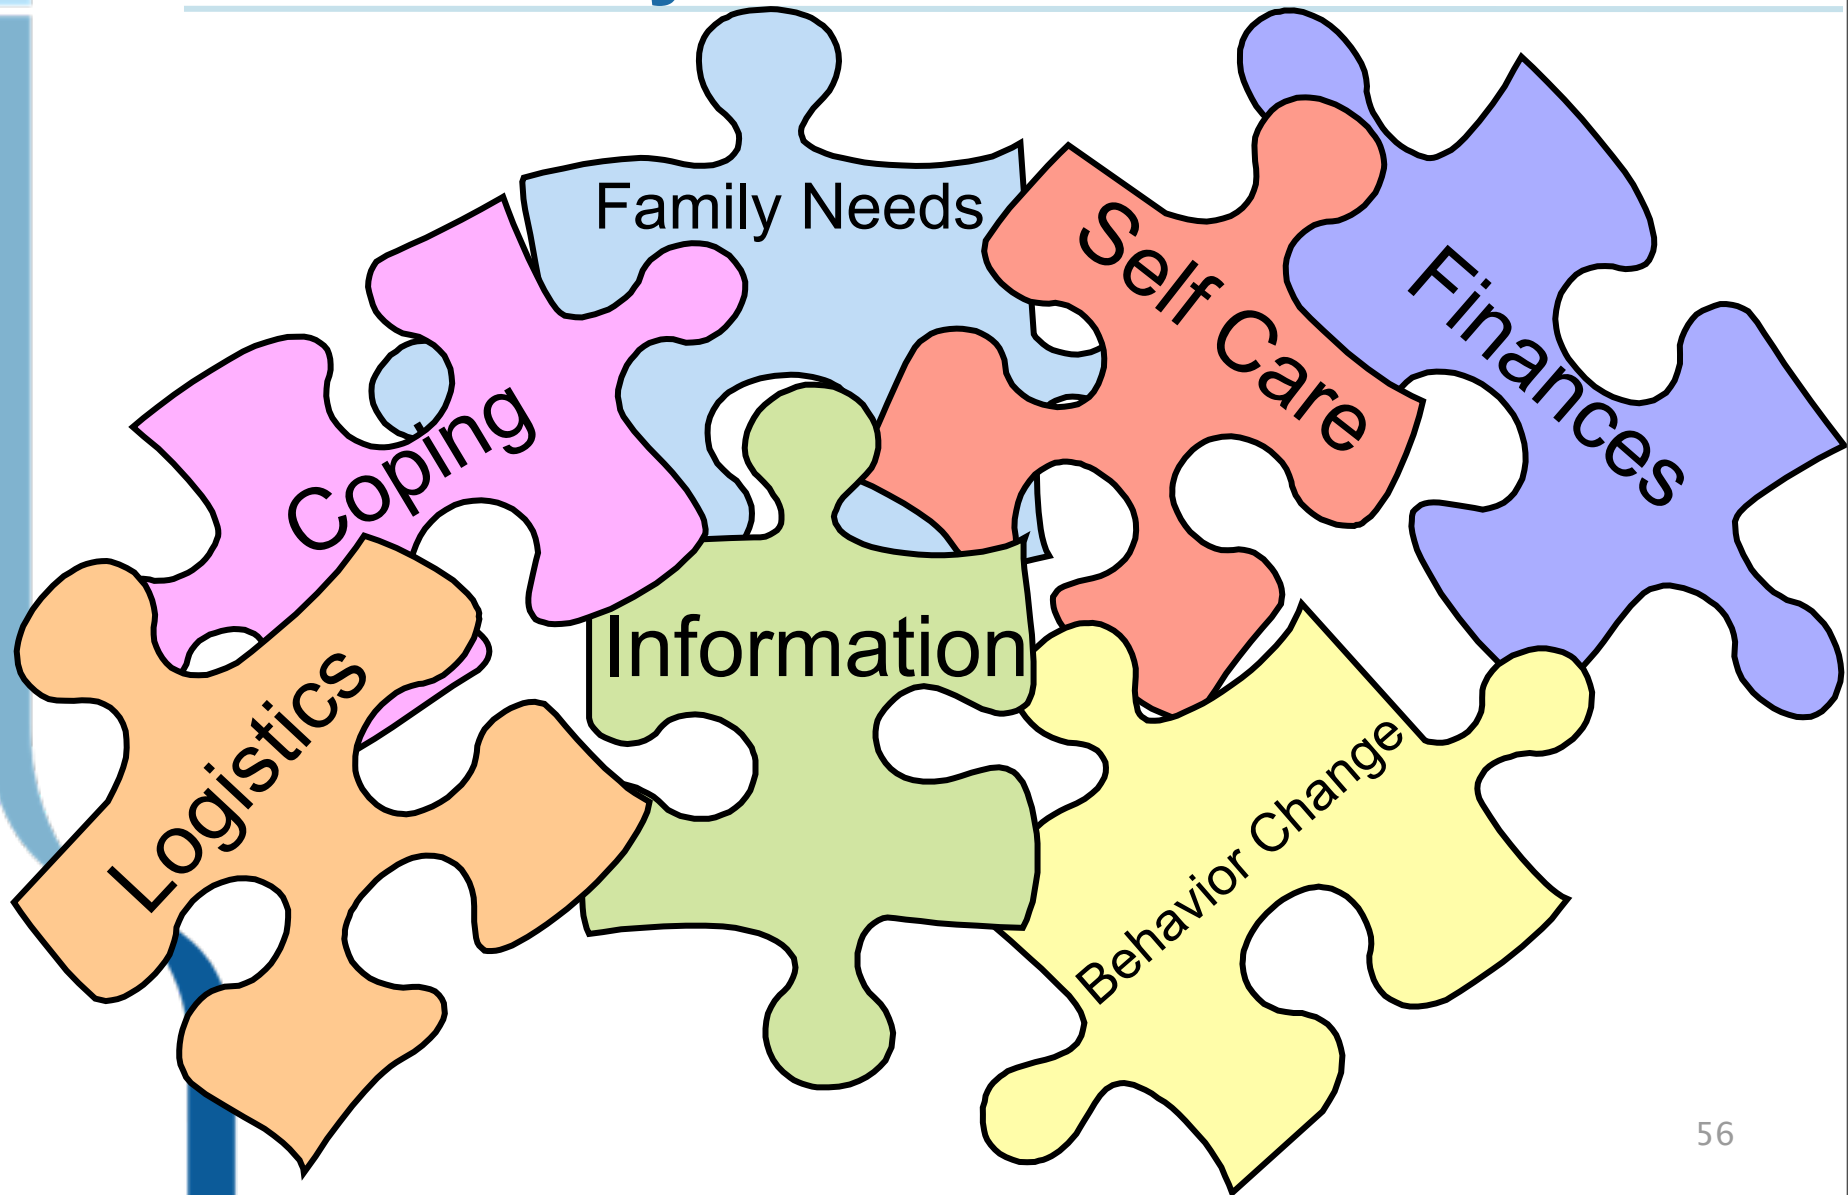 Family Needs
Self Care
Finances
Coping
Information
Logistics
Behavior Change
56